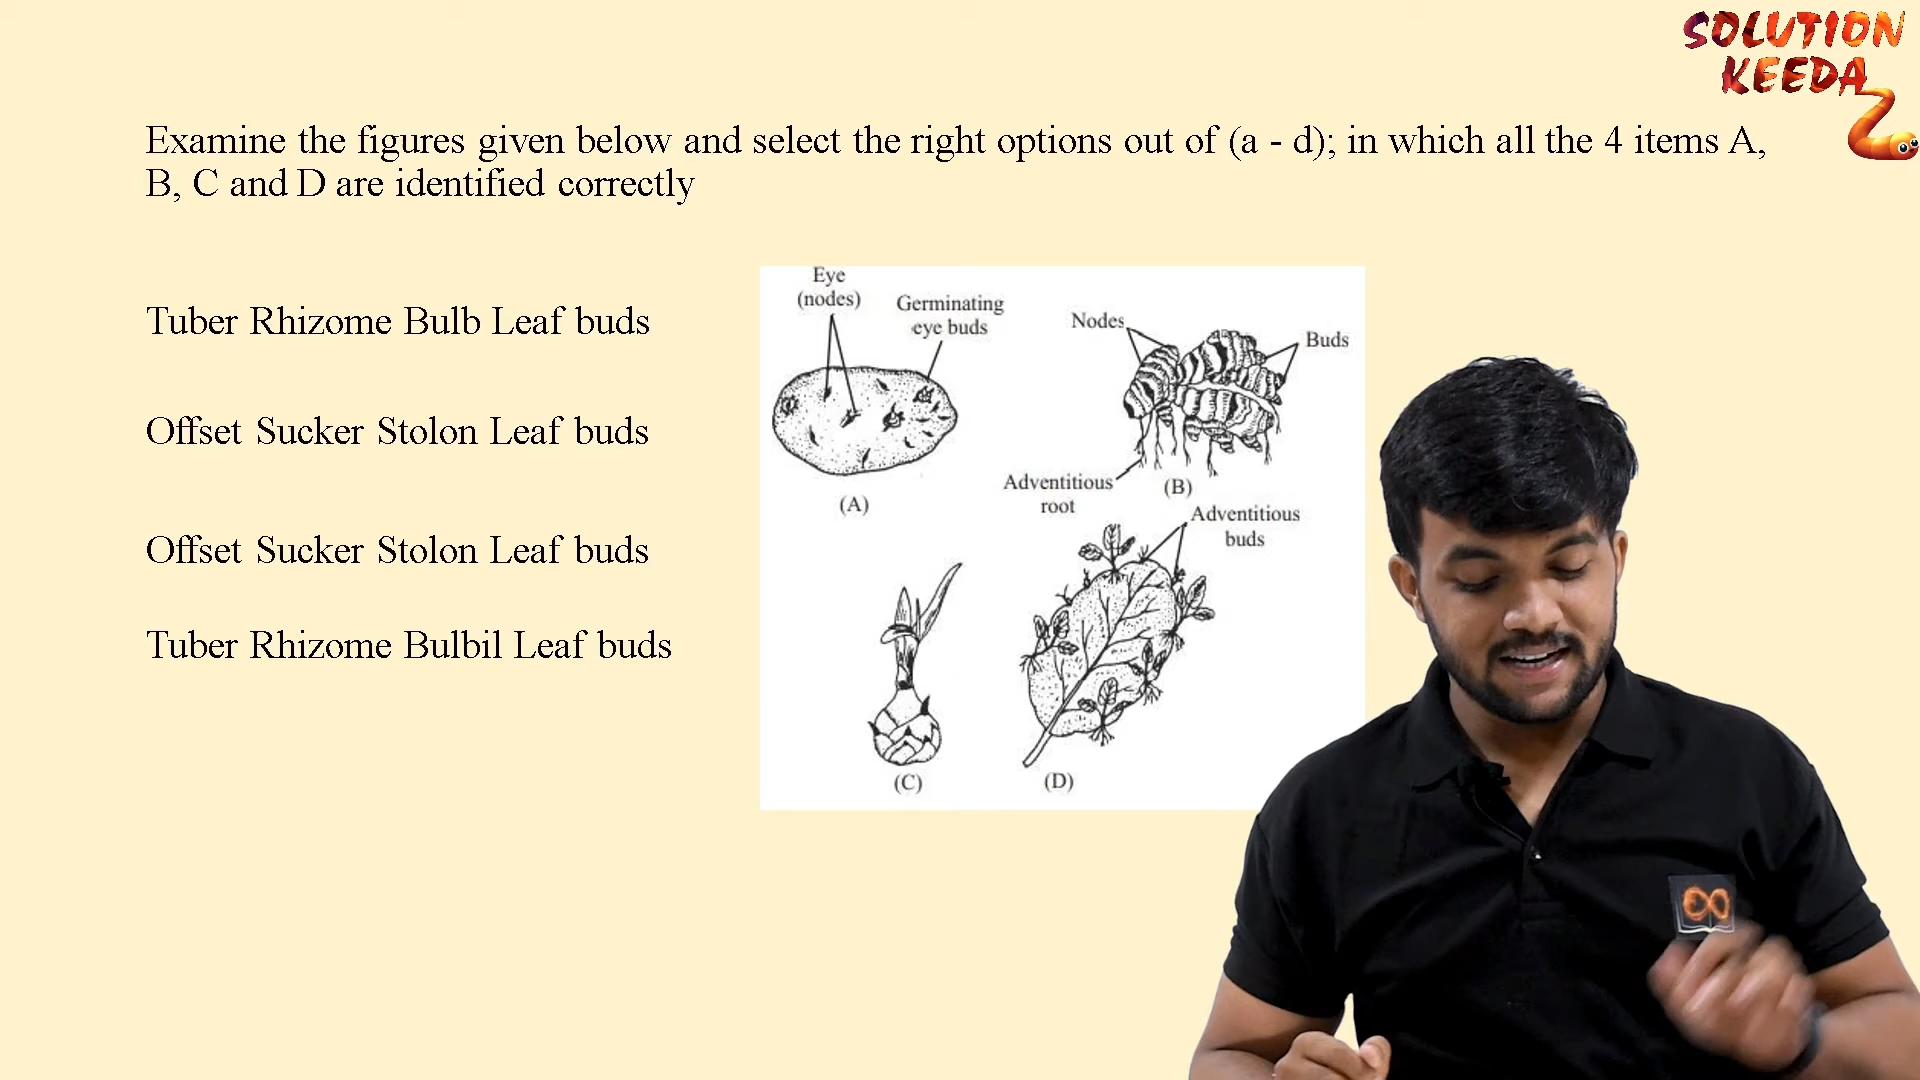 SOLUTION
KEEDA
Examine the figures given below and select the right options out of (a - d); in which all the 4 items A,
B, C and D are identified correctly
Tuber Rhizome Bulb Leaf buds
Offset Sucker Stolon Leaf buds
Offset Sucker Stolon Leaf buds
Tuber Rhizome Bulbil Leaf buds
Eye
(nodes)
Germinating
eye buds
(A)
Nodes
Buds
Adventitious
root
(B)
(C)
Adventitious
buds
(D)